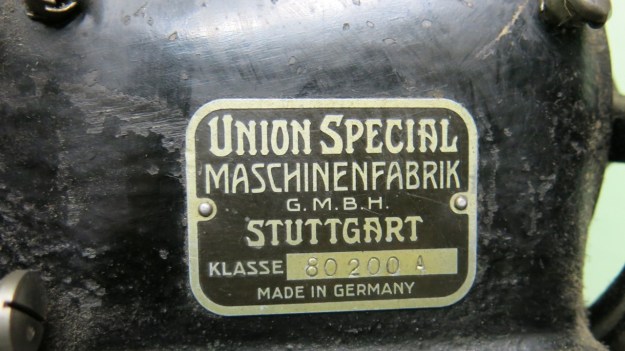 UNION SPECIAL
MASCHINENFABRIK
G.M.B.H.
STUTTGART
KLASSE 80200 A
MADE IN GERMANY